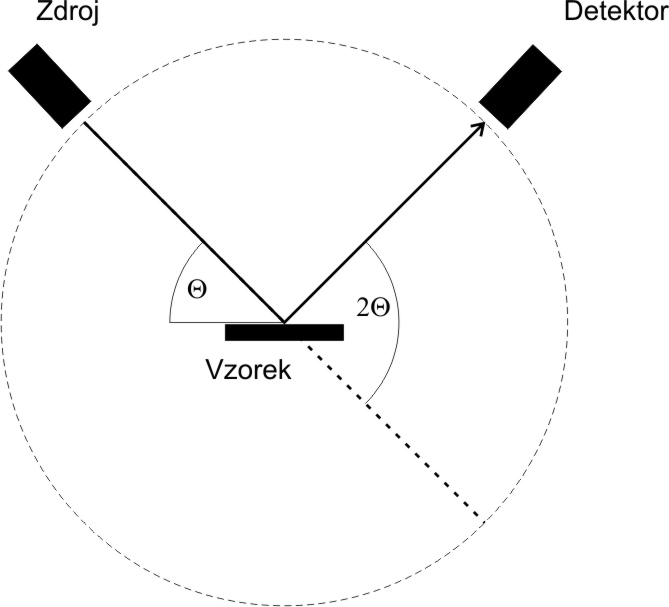 Zdroj
Detektor
Θ
2Θ
Vzorek